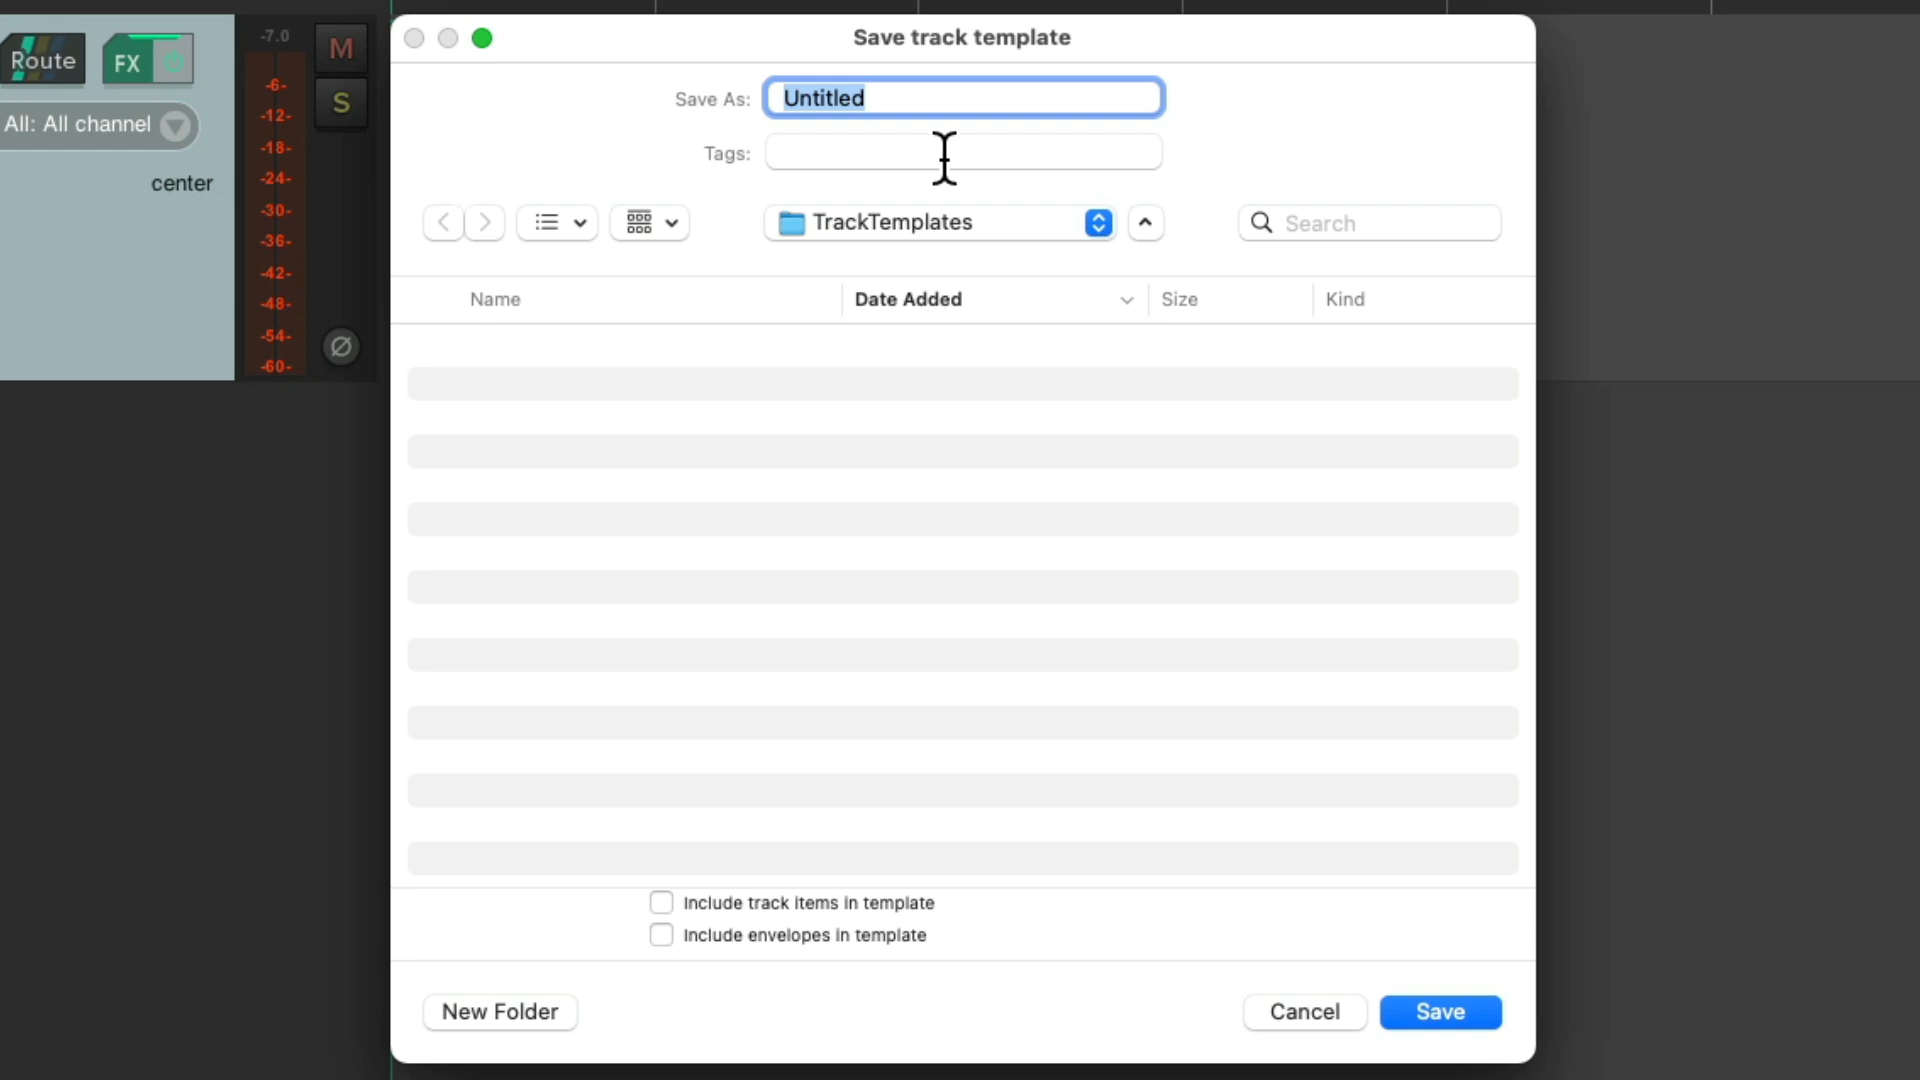 Save track template
-7.0
M
Route
FX
-6-
Save As:
Untitled
S
-12-
All: All channel
-18-
Tags:
center
-24-
-30-
TrackTemplates
Search
-36-
-42-
Name
Date Added
Size
Kind
-48-
-54-
Ø
-60-
Include track items in template
Include envelopes in template
New Folder
Cancel
Save